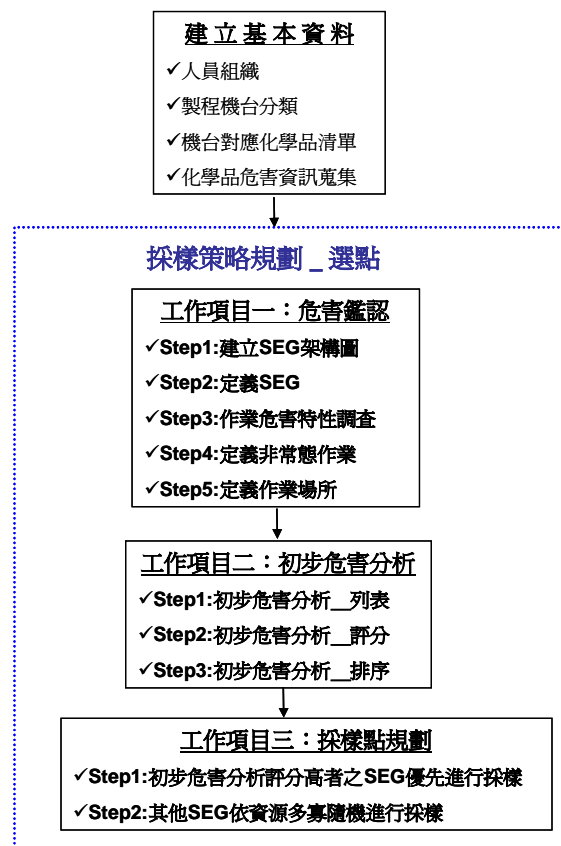 建立基本資料
✓人員組織
✓製程機台分類
✓機台對應化學品清單
✓化學品危害資訊蒐集
採樣策略規劃_選點
工作項目一：危害鑑認
✓Step1:建立SEG架構圖
✓Step2:定義SEG
✓Step3:作業危害特性調查
✓Step4:定義非常態作業
✓Step5:定義作業場所
工作項目二：初步危害分析
✓Step1:初步危害分析__列表
✓Step2:初步危害分析__評分
✓Step3:初步危害分析__排序
工作項目三：採樣點規劃
✓Step1:初步危害分析評分高者之SEG優先進行採樣
✓Step2:其他SEG依資源多寡隨機進行採樣